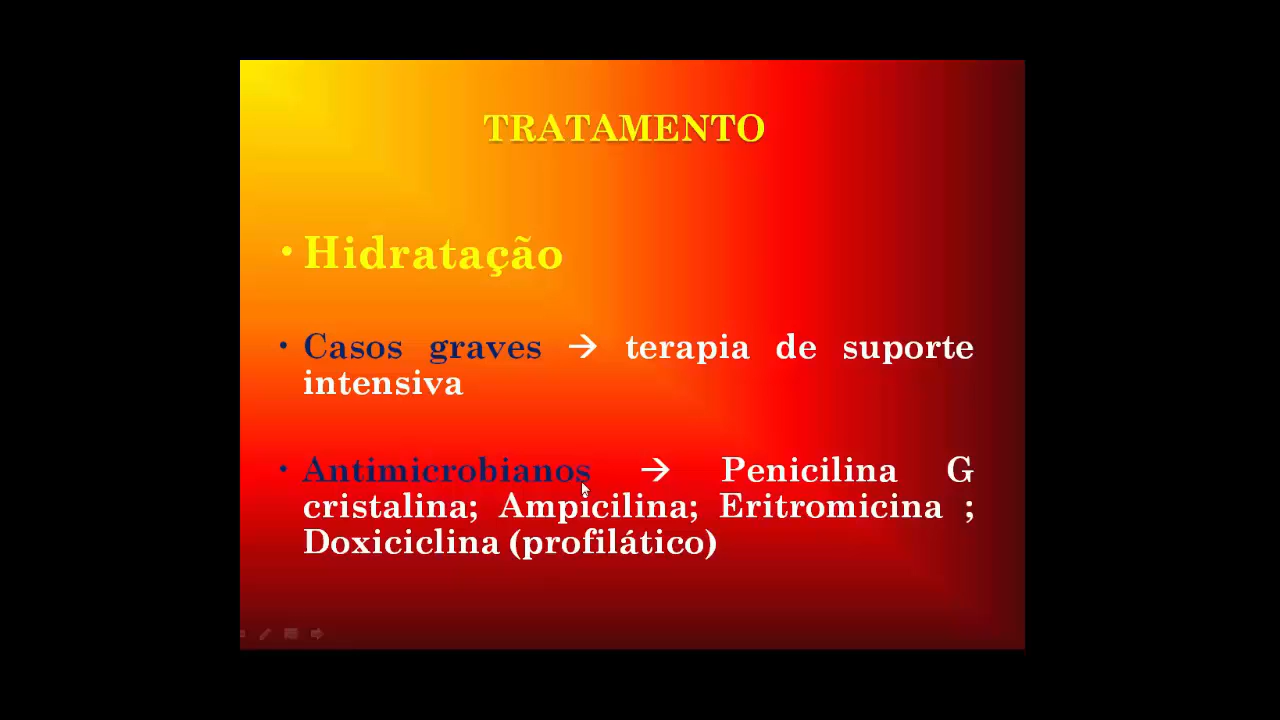 TRATAMENTO
• Hidratação
• Casos graves → terapia de suporte
intensiva
• Antimicrobianos → Penicilina G
cristalina; Ampicilina; Eritromicina ;
Doxiciclina (profilático)